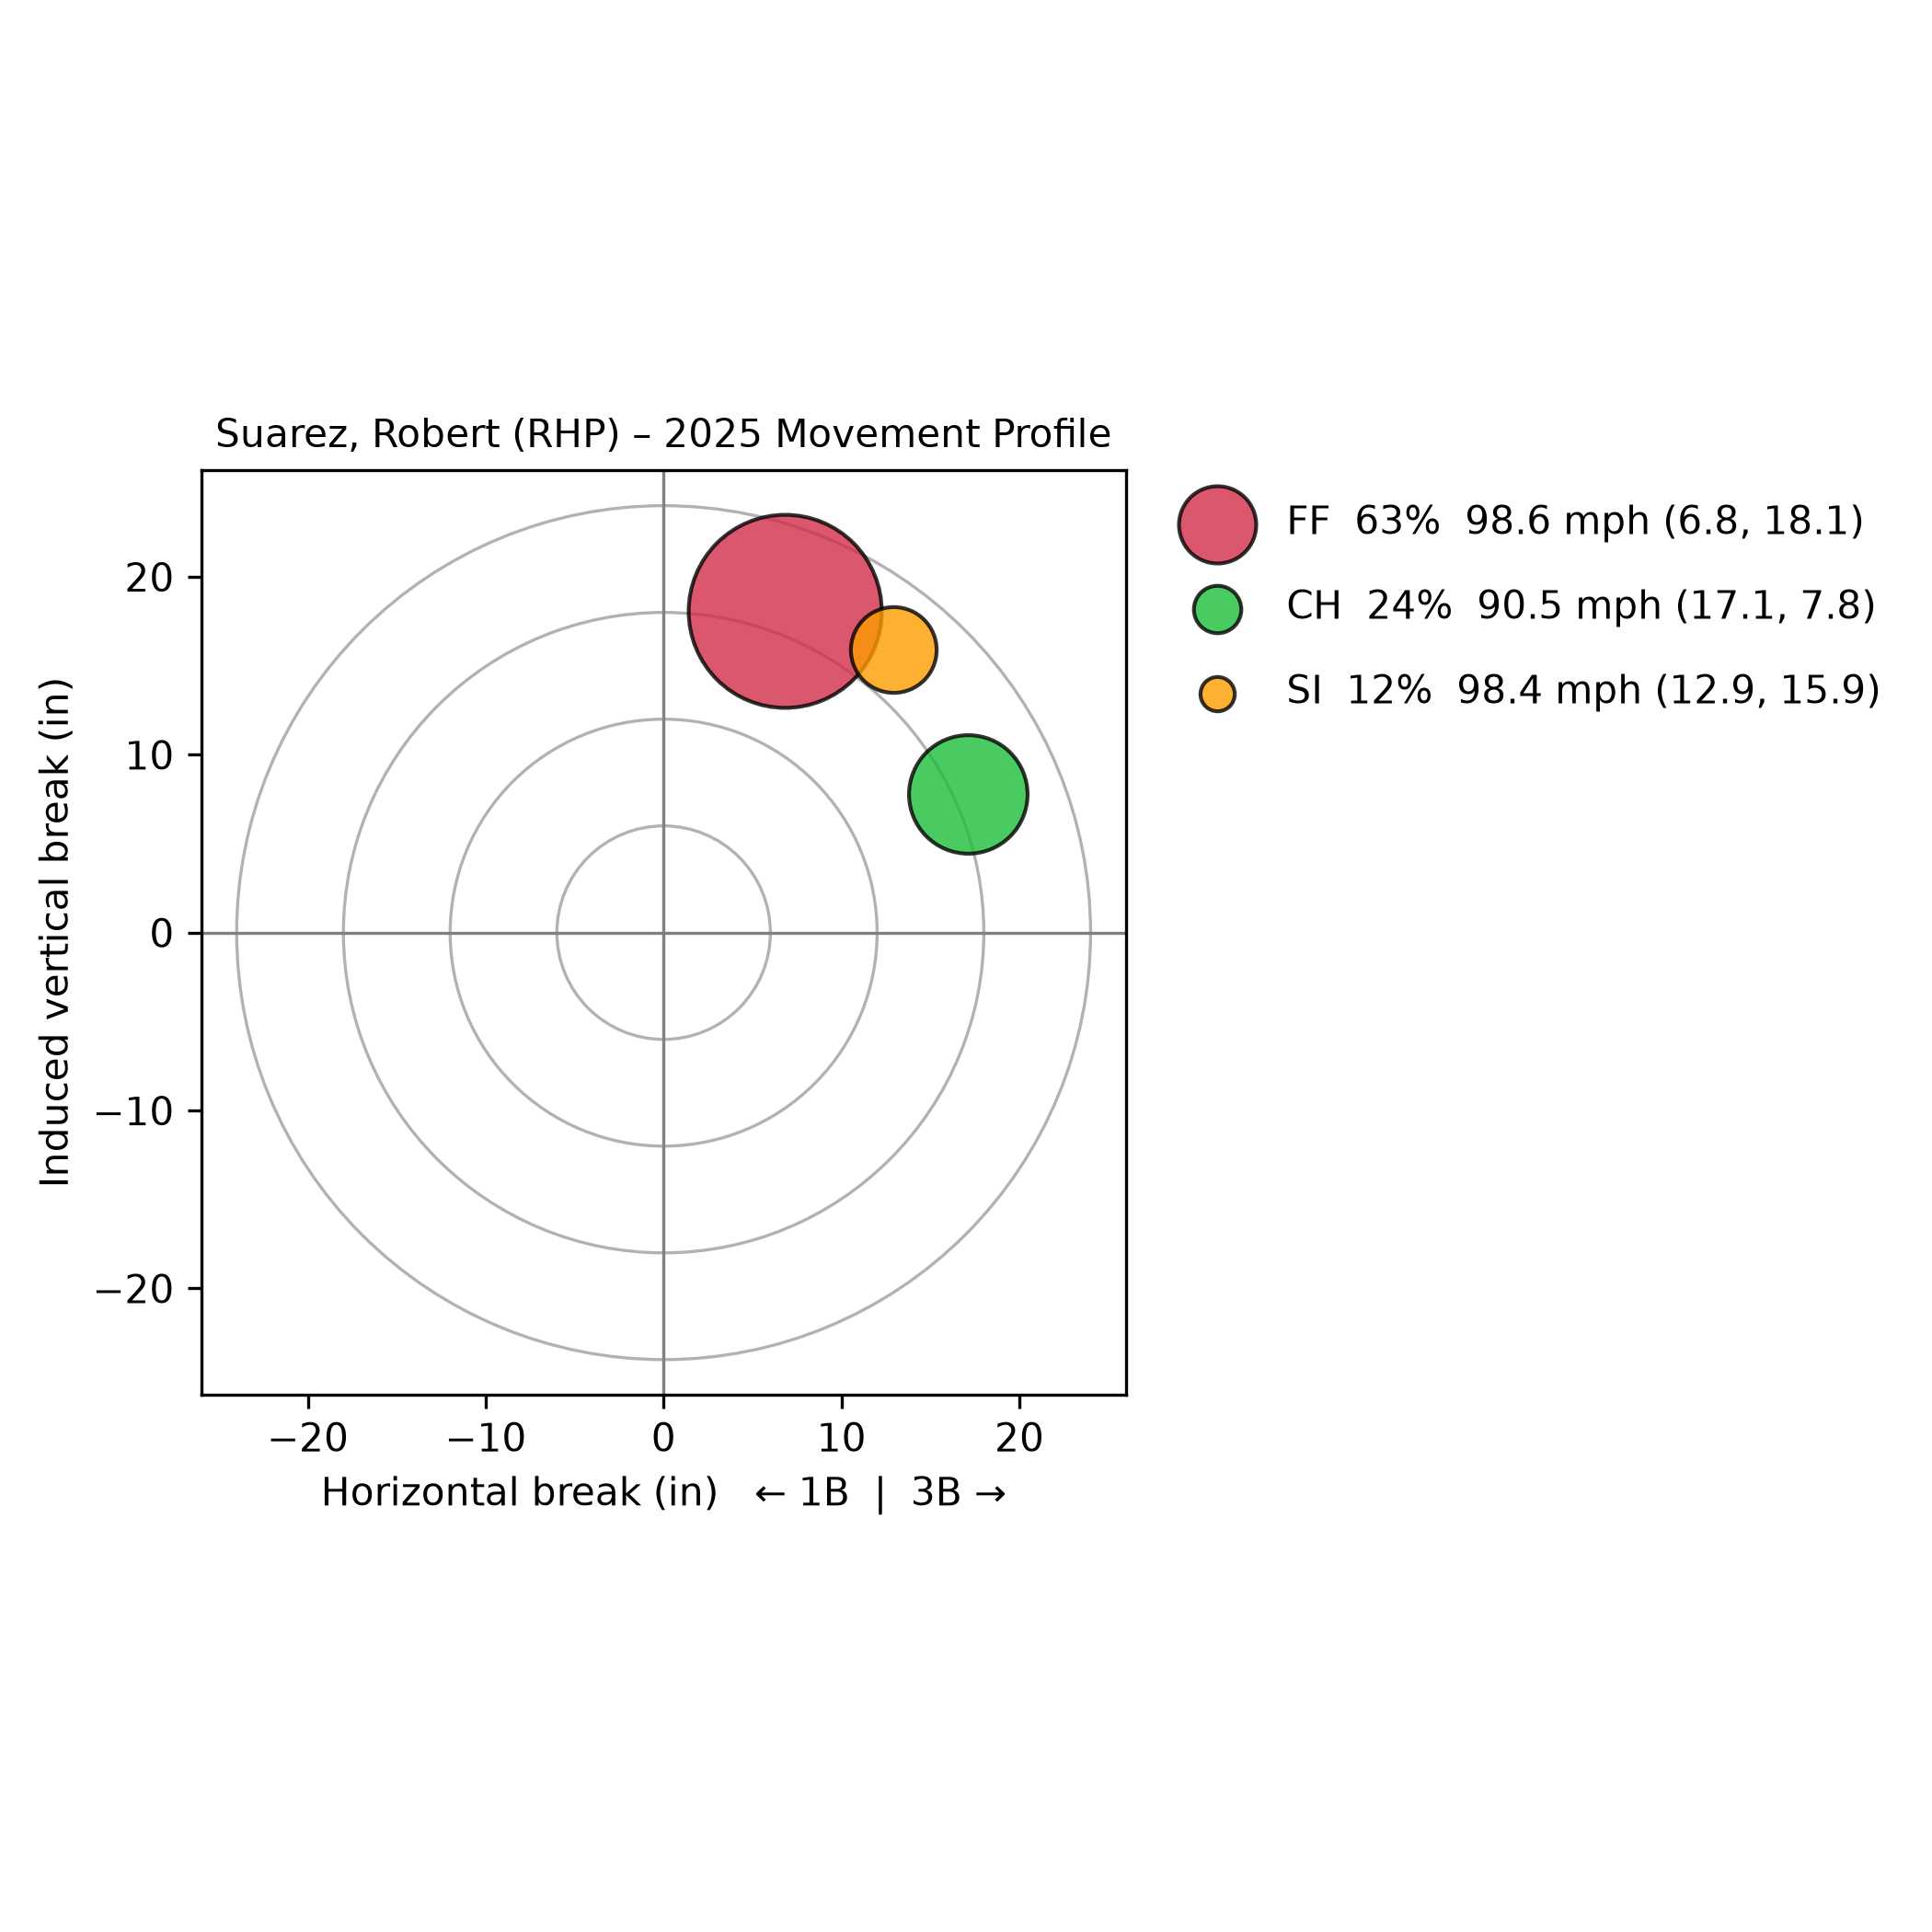 Suarez, Robert (RHP) – 2025 Movement Profile
FF 63% 98.6 mph (6.8, 18.1)
CH 24% 90.5 mph (17.1, 7.8)
SI 12% 98.4 mph (12.9, 15.9)
Induced vertical break (in)
20
10
0
−10
−20
−20 −10 0 10 20
Horizontal break (in) ← 1B | 3B →